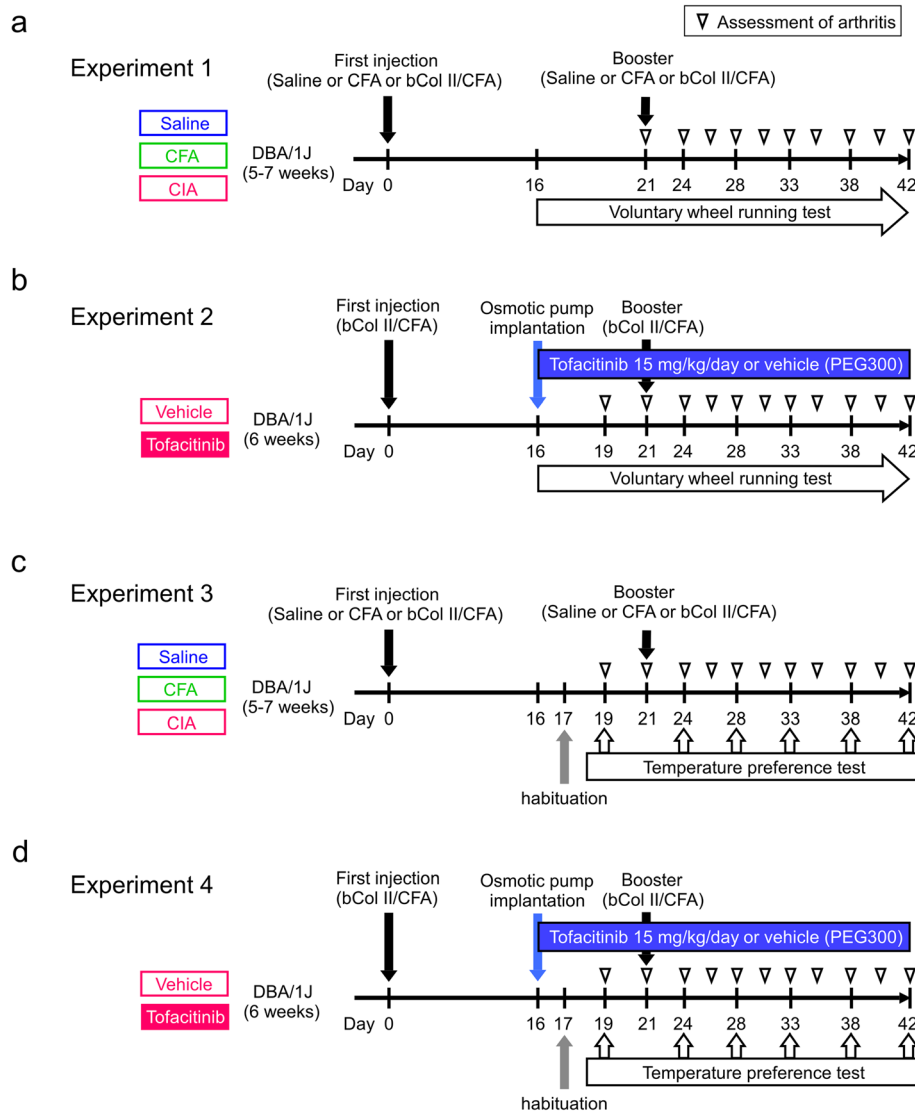 a
Assessment of arthritis
Experiment 1
First injection
(Saline or CFA or bCol II/CFA)
Booster
(Saline or CFA or bCol II/CFA)
Saline
CFA
CIA
DBA/1J
(5-7 weeks)
Day 0 16 21 24 28 33 38 42
Voluntary wheel running test
b
Experiment 2
First injection
(bCol II/CFA)
Osmotic pump
implantation
Booster
(bCol II/CFA)
Tofacitinib 15 mg/kg/day or vehicle (PEG300)
Vehicle
Tofacitinib
DBA/1J
(6 weeks)
Day 0 16 19 21 24 28 33 38 42
Voluntary wheel running test
c
Experiment 3
First injection
(Saline or CFA or bCol II/CFA)
Booster
(Saline or CFA or bCol II/CFA)
Saline
CFA
CIA
DBA/1J
(5-7 weeks)
Day 0 16 17 19 21 24 28 33 38 42
Temperature preference test
habituation
d
Experiment 4
First injection
(bCol II/CFA)
Osmotic pump
implantation
Booster
(bCol II/CFA)
Tofacitinib 15 mg/kg/day or vehicle (PEG300)
Vehicle
Tofacitinib
DBA/1J
(6 weeks)
Day 0 16 17 19 21 24 28 33 38 42
Temperature preference test
habituation